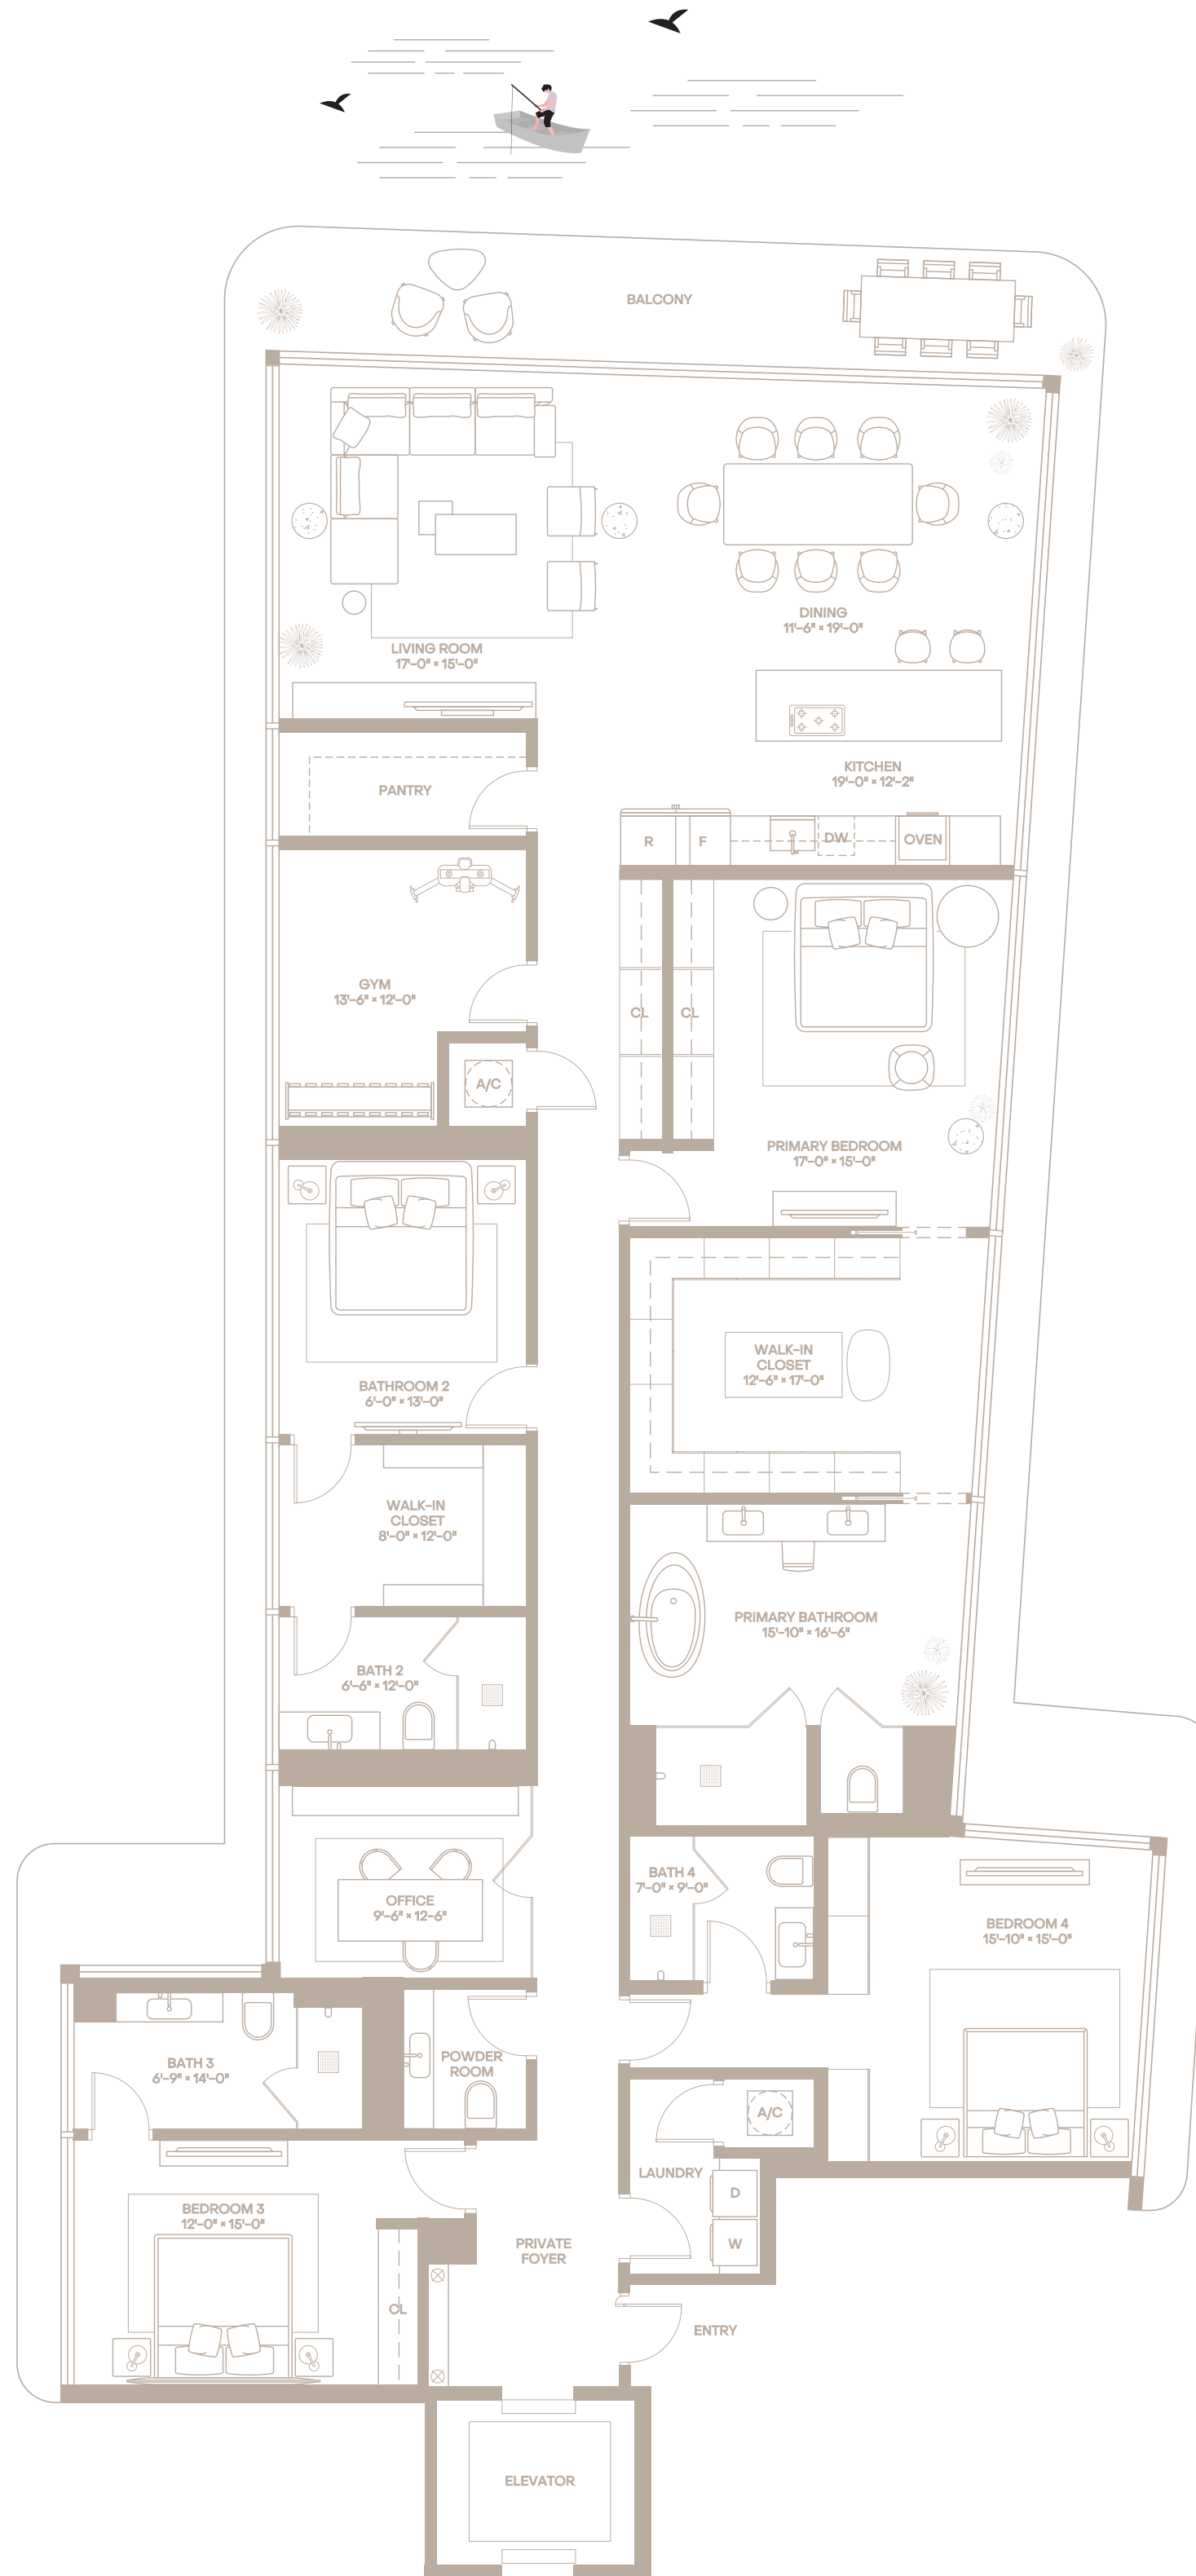 BALCONY
DINING
11'-6" × 19'-0"
LIVING ROOM
17'-0" × 15'-0"
KITCHEN
19'-0" × 12'-2"
PANTRY
R
F
DW
OVEN
GYM
13'-6" × 12'-0"
CL
CL
A/C
PRIMARY BEDROOM
17'-0" × 15'-0"
WALK-IN
CLOSET
12'-6" × 17'-0"
BATHROOM 2
6'-0" × 13'-0"
WALK-IN
CLOSET
8'-0" × 12'-0"
PRIMARY BATHROOM
15'-10" × 16'-6"
BATH 2
6'-6" × 12'-0"
BATH 4
7'-0" × 9'-0"
OFFICE
9'-6" × 12-6"
BEDROOM 4
15'-10" × 15'-0"
BATH 3
6'-9" × 14'-0"
POWDER
ROOM
A/C
LAUNDRY
D
W
BEDROOM 3
12'-0" × 15'-0"
PRIVATE
FOYER
CL
ENTRY
ELEVATOR